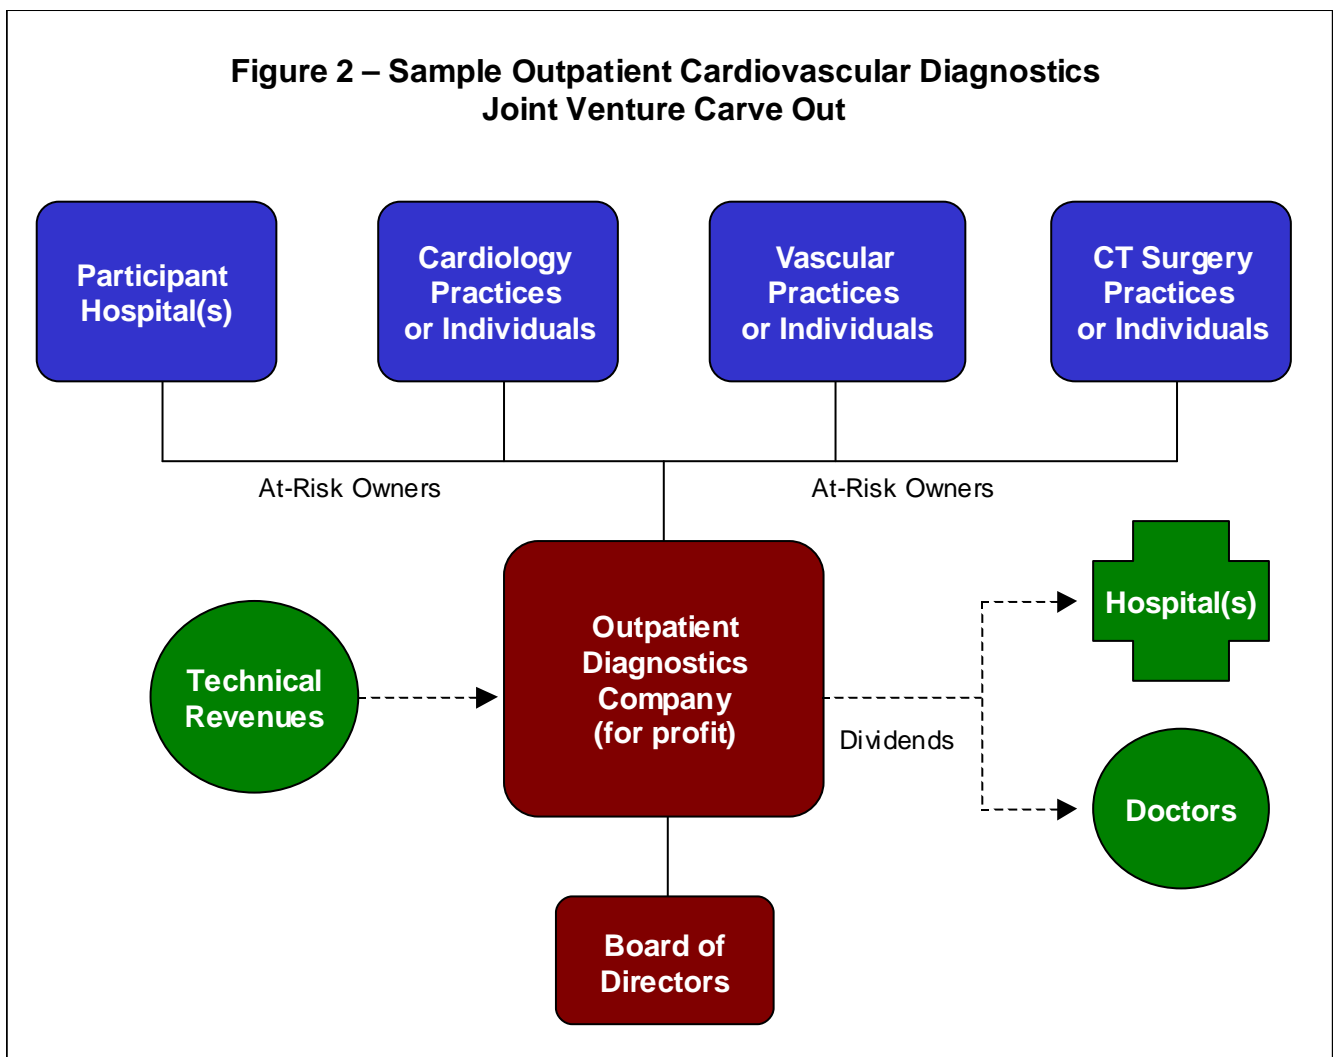 Figure 2 – Sample Outpatient Cardiovascular Diagnostics
Joint Venture Carve Out
Participant
Hospital(s)
Cardiology
Practices
or Individuals
Vascular
Practices
or Individuals
CT Surgery
Practices
or Individuals
At-Risk Owners
At-Risk Owners
Technical
Revenues
Outpatient
Diagnostics
Company
(for profit)
Dividends
Hospital(s)
Doctors
Board of
Directors